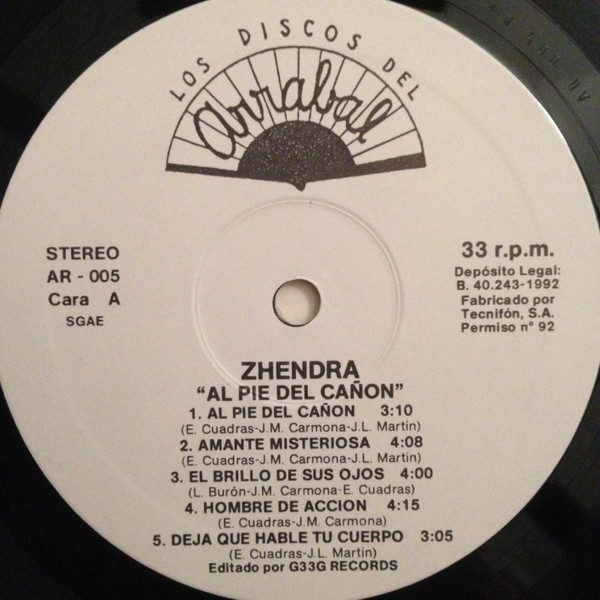 LOS DISCOS DEL
Arrabal
STEREO
AR - 005
Cara A
SGAE
33 r.p.m.
Depósito Legal:
B. 40.243-1992
Fabricado por
Tecnifón, S.A.
Permiso n° 92
ZHENDRA
“AL PIE DEL CAÑON”
1. AL PIE DEL CAÑON 3:10
(E. Cuadras-J.M. Carmona-J.L. Martin)
2. AMANTE MISTERIOSA 4:08
(E. Cuadras-J.M. Carmona-J.L. Martin)
3. EL BRILLO DE SUS OJOS 4:00
(L. Burón-J.M. Carmona-E. Cuadras)
4. HOMBRE DE ACCION 4:15
(E. Cuadras-J.M. Carmona)
5. DEJA QUE HABLE TU CUERPO 3:05
(E. Cuadras-J.L. Martin)
Editado por G33G RECORDS